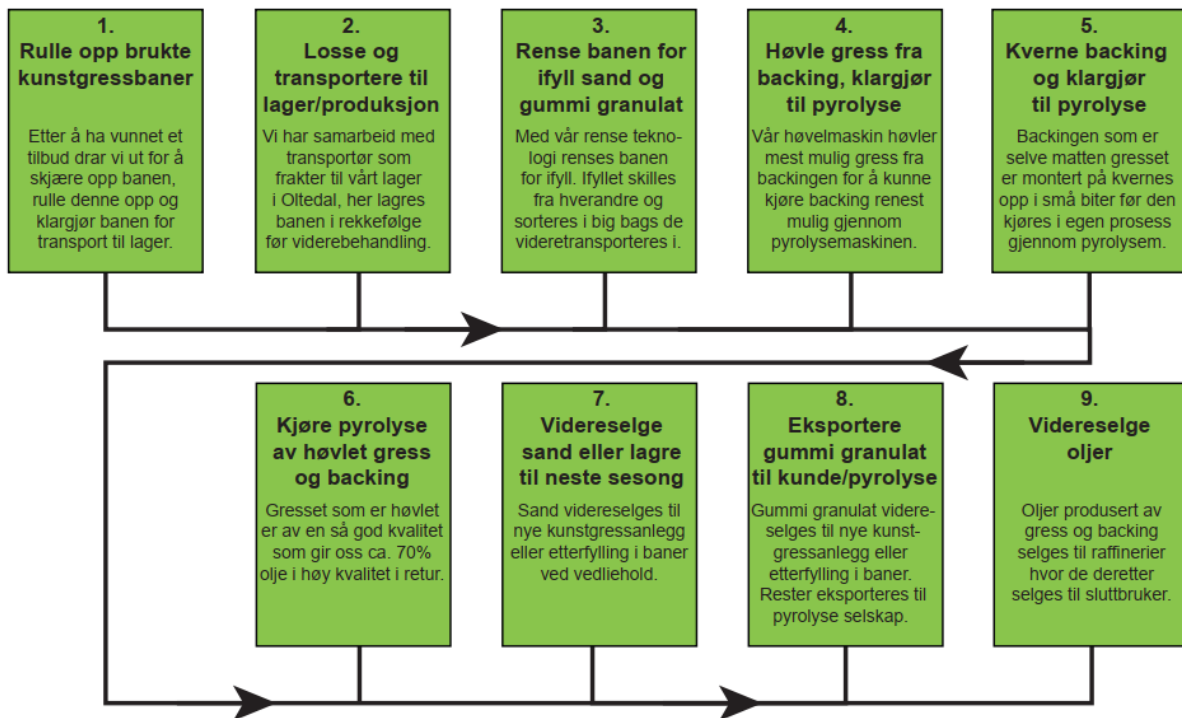 1.
Rulle opp brukte
kunstgressbaner
Etter å ha vunnet et
tilbud drar vi ut for å
skjære opp banen,
rulle denne opp og
klargjør banen for
transport til lager.
2.
Losse og
transportere til
lager/produksjon
Vi har samarbeid med
transportør som
frakter til vårt lager
i Oltedal, her lagres
banen i rekkefølge
før viderebehandling.
3.
Rense banen for
ifyll sand og
gummi granulat
Med vår rense tekno-
logi renses banen
for ifyll. Ifyllet skilles
fra hverandre og
sorteres i big bags de
videretransporteres i.
4.
Høvle gress fra
backing, klargjør
til pyrolyse
Vår høvelmaskin høvler
mest mulig gress fra
backingen for å kunne
kjøre backing renest
mulig gjennom
pyrolysemaskinen.
5.
Kverne backing
og klargjør
til pyrolyse
Backingen som er
selve matten gresset
er montert på kvernes
opp i små biter før den
kjøres i egen prosess
gjennom pyrolysem.
6.
Kjøre pyrolyse
av høvlet gress
og backing
Gresset som er høvlet
er av en så god kvalitet
som gir oss ca. 70%
olje i høy kvalitet i retur.
7.
Videreselge
sand eller lagre
til neste sesong
Sand videreselges til
nye kunstgressanlegg
eller etterfylling i baner
ved vedliehold.
8.
Eksportere
gummi granulat
til kunde/pyrolyse
Gummi granulat videre-
selges til nye kunst-
gressanlegg eller
etterfylling i baner.
Rester eksporteres til
pyrolyse selskap.
9.
Videreselge
oljer
Oljer produsert av
gress og backing
selges til raffinerier
hvor de deretter
selges til sluttbruker.